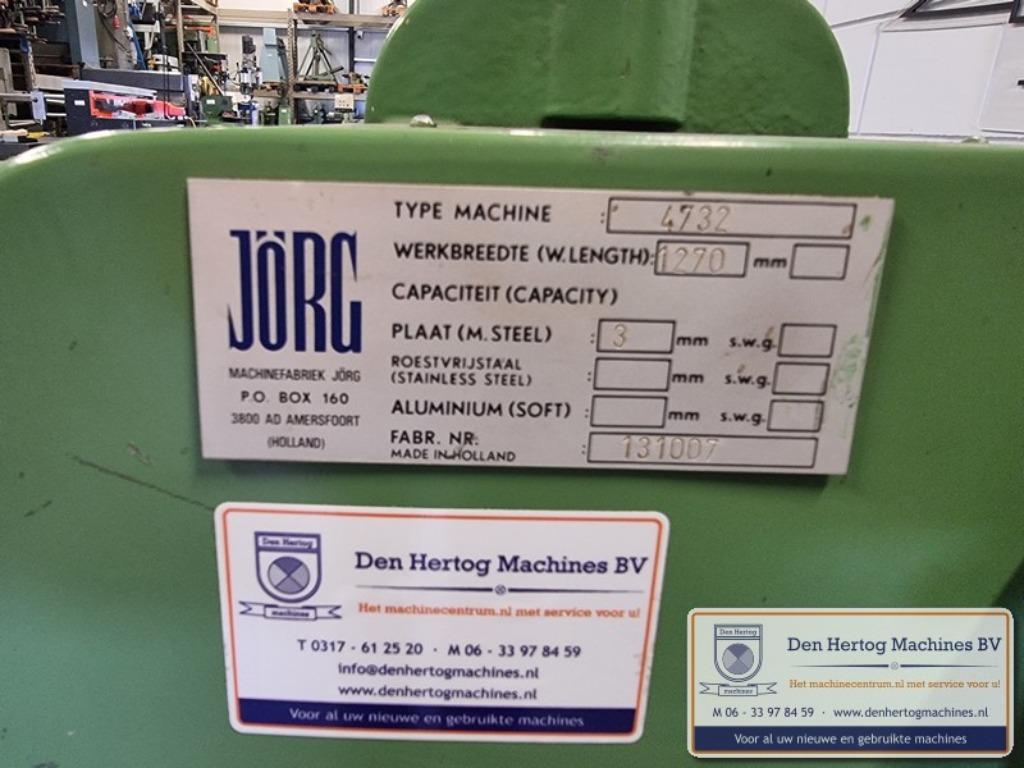 JÖRG
MACHINEFABRIEK JÖRG
P.O. BOX 160
3800 AD AMERSFOORT
(HOLLAND)
TYPE MACHINE : 4732
WERKBREEDTE (W. LENGTH): 1270 mm
CAPACITEIT (CAPACITY)
PLAAT (M. STEEL) : 3 mm s.w.g.
ROESTVRIJSTAAL
(STAINLESS STEEL) : mm s.w.g.
ALUMINIUM (SOFT) : mm s.w.g.
FABR. NR. : 131007
MADE IN HOLLAND
Den Hertog
machines
Den Hertog Machines BV
Het machinecentrum.nl met service voor u!
T 0317 - 61 25 20 · M 06 - 33 97 84 59
info@denhertogmachines.nl
www.denhertogmachines.nl
Voor al uw nieuwe en gebruikte machines
Den Hertog
machines
Den Hertog Machines BV
Het machinecentrum.nl met service voor u!
M 06 - 33 97 84 59 · www.denhertogmachines.nl
Voor al uw nieuwe en gebruikte machines